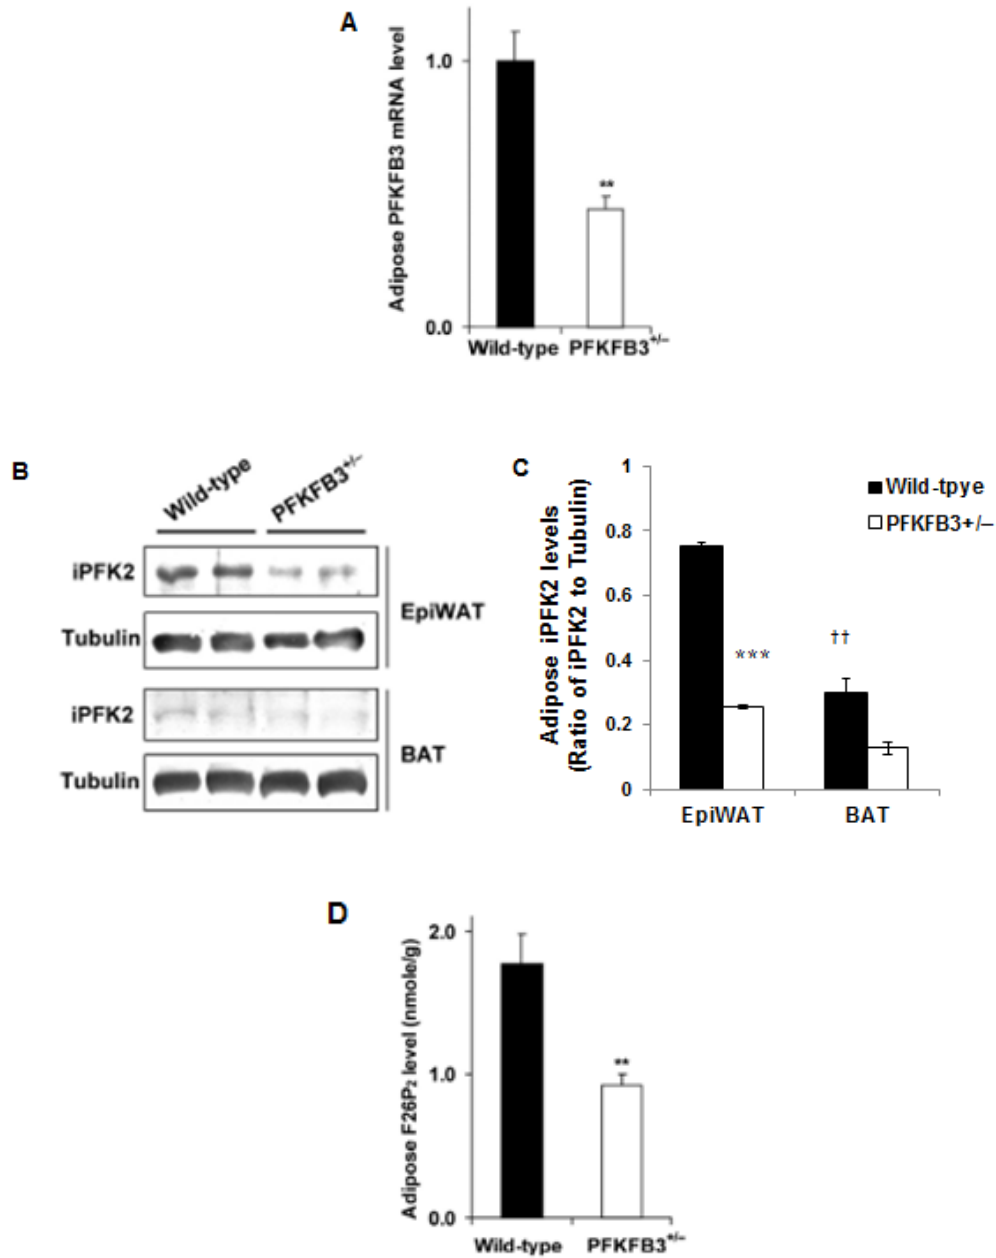 A
Adipose PFKFB3 mRNA level
1.0
**
0.0
Wild-type PFKFB3+/–
B
Wild-type
PFKFB3+/–
iPFK2
Tubulin
EpiWAT
iPFK2
Tubulin
BAT
C
Adipose iPFK2 levels
(Ratio of iPFK2 to Tubulin)
1
0.8
0.6
0.4
0.2
0
***
††
Wild-tpye
PFKFB3+/–
EpiWAT BAT
D
Adipose F26P₂ level (nmole/g)
2.0
1.0
0.0
**
Wild-type PFKFB3+/–